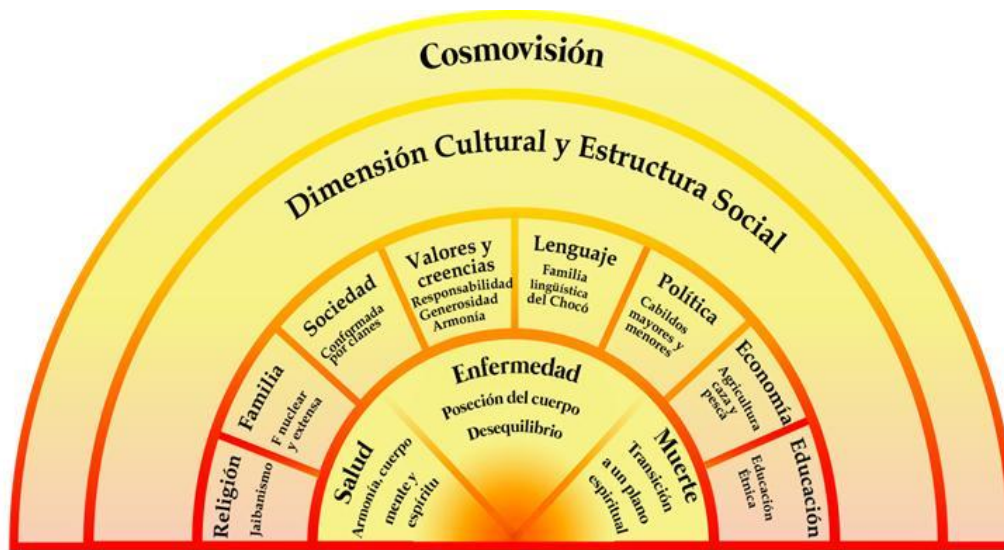 Cosmovisión
Dimensión Cultural y Estructura Social
Religión
Jaibanismo
Familia
F nuclear
y extensa
Sociedad
Conformada
por clanes
Valores y
creencias
Responsabilidad
Generosidad
Armonía
Lenguaje
Familia
lingüística
del Chocó
Política
Cabildos
mayores y
menores
Economía
Agricultura
caza y
pesca
Educación
Educación
Étnica
Salud
Armonía, cuerpo
mente y
espíritu
Enfermedad
Poseción del cuerpo
Desequilibrio
Muerte
Transición
a un plano
espiritual